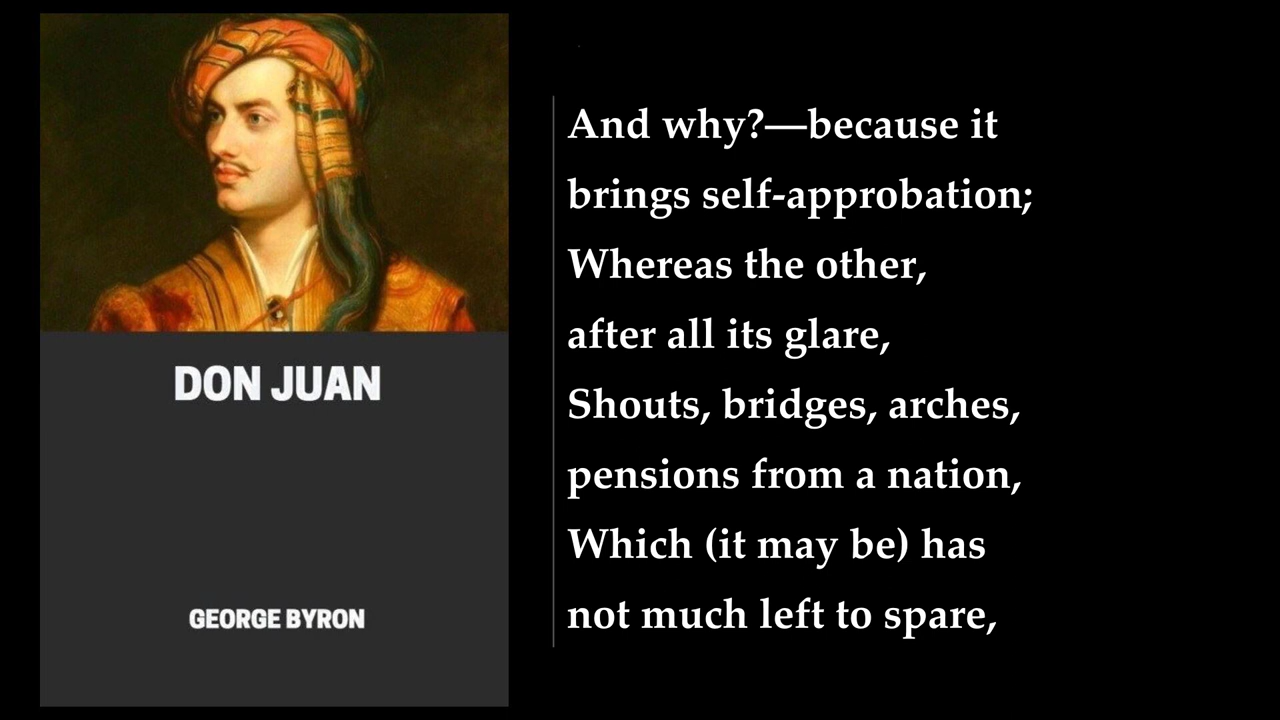 DON JUAN
GEORGE BYRON
And why?—because it
brings self-approbation;
Whereas the other,
after all its glare,
Shouts, bridges, arches,
pensions from a nation,
Which (it may be) has
not much left to spare,